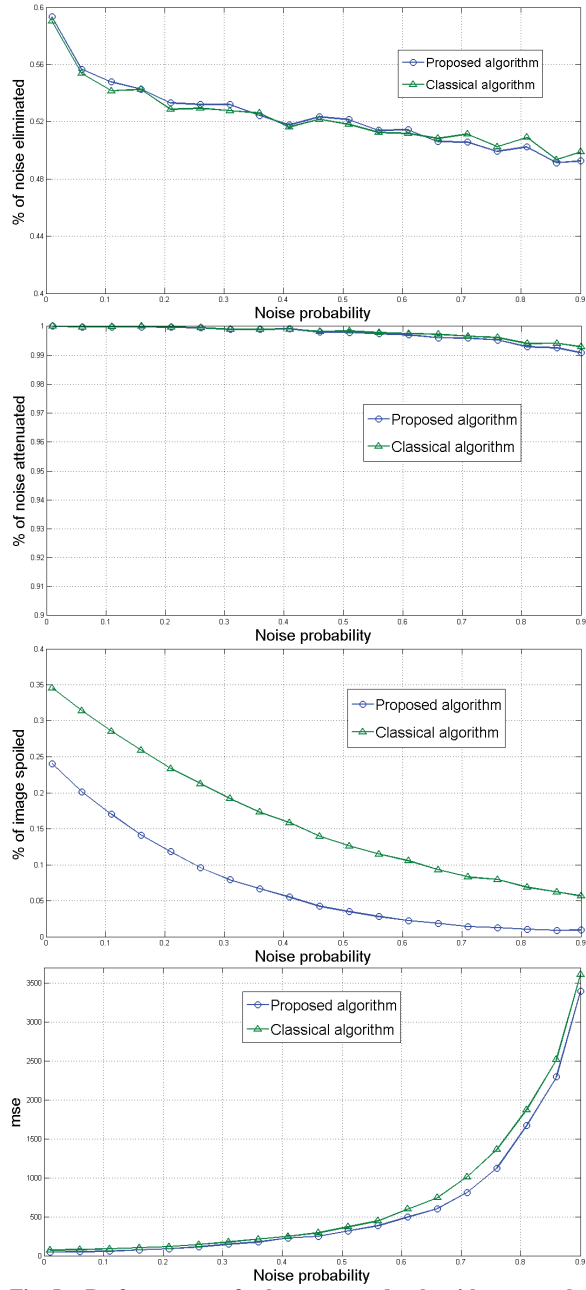 0.6
0.56
0.52
0.48
0.44
0.4
% of noise eliminated
Proposed algorithm
Classical algorithm
0 0.1 0.2 0.3 0.4 0.5 0.6 0.7 0.8 0.9
Noise probability
1
0.99
0.98
0.97
0.96
0.95
0.94
0.93
0.92
0.91
0.9
% of noise attenuated
Proposed algorithm
Classical algorithm
0 0.1 0.2 0.3 0.4 0.5 0.6 0.7 0.8 0.9
Noise probability
0.4
0.35
0.3
0.25
0.2
0.15
0.1
0.05
0
% of image spoiled
Proposed algorithm
Classical algorithm
0 0.1 0.2 0.3 0.4 0.5 0.6 0.7 0.8 0.9
Noise probability
3500
3000
2500
2000
1500
1000
500
0
mse
Proposed algorithm
Classical algorithm
0 0.1 0.2 0.3 0.4 0.5 0.6 0.7 0.8 0.9
Noise probability